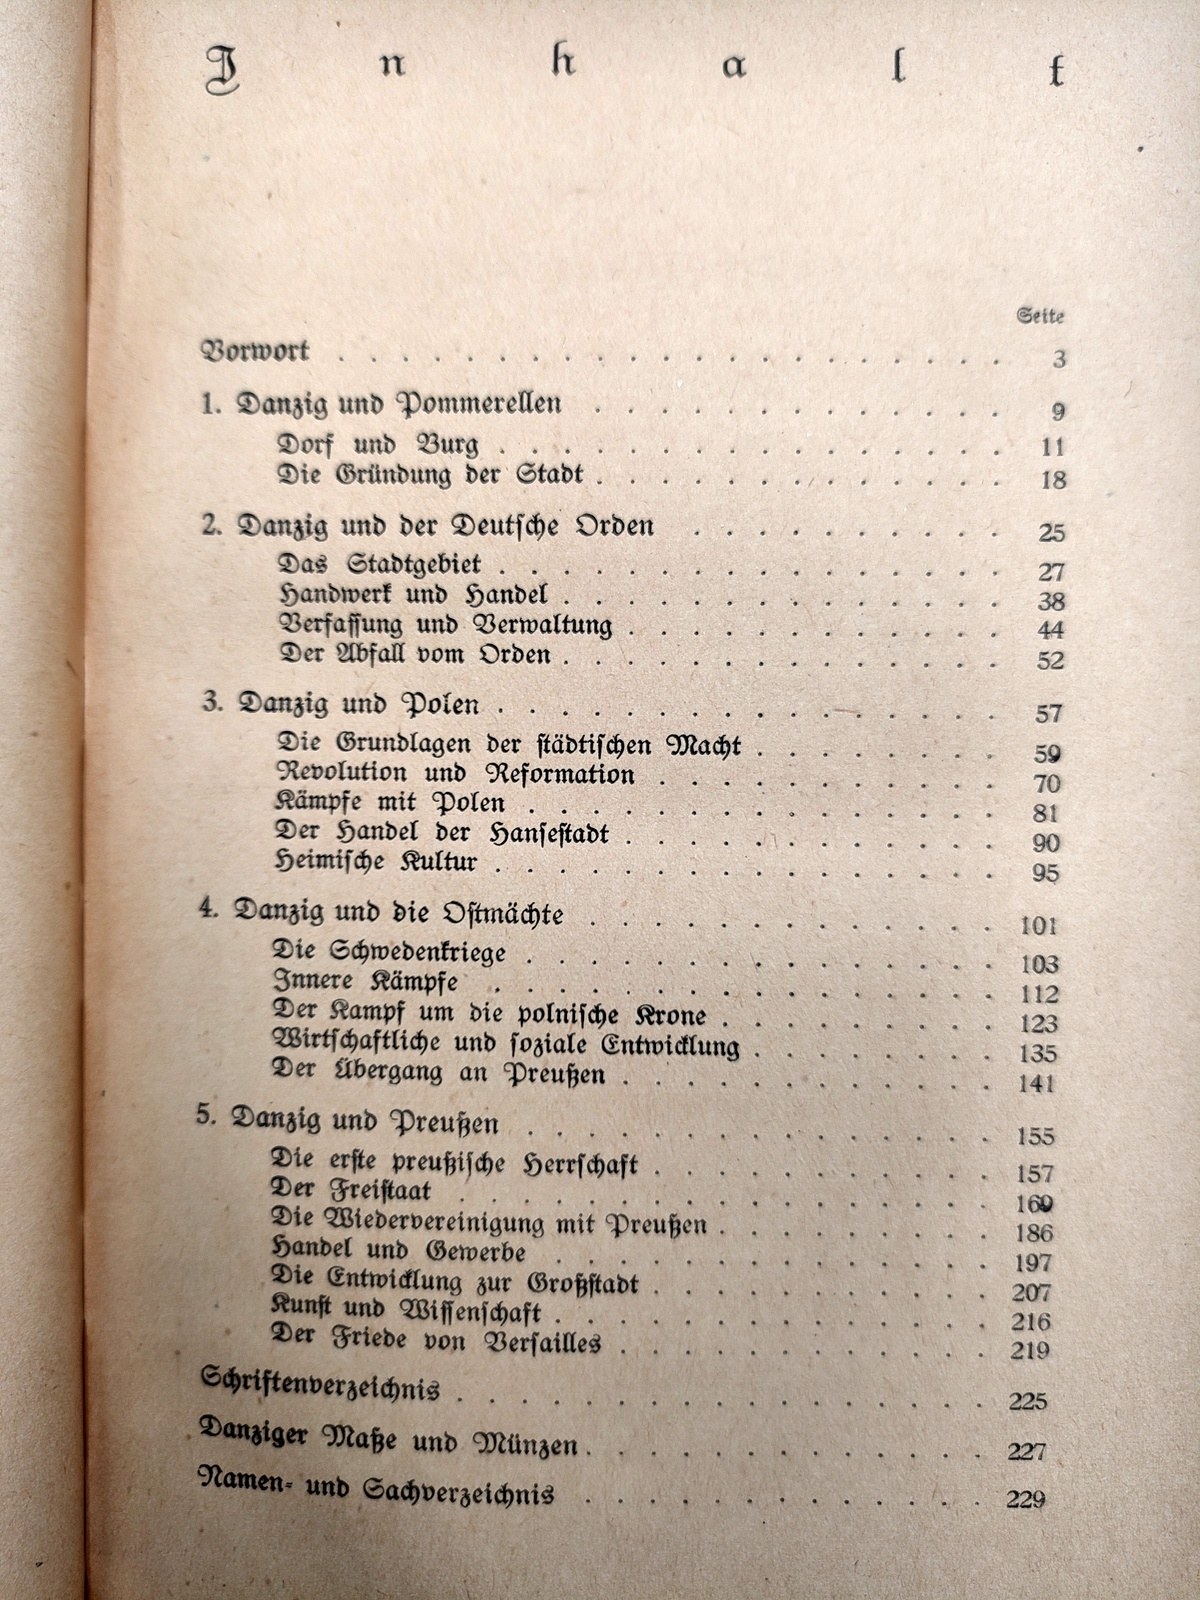 Inhalt
Seite
Vorwort . . . . . . . . . . . . . . . . . . . . . 3
1. Danzig und Pommerellen . . . . . . . . . . . . . 9
Dorf und Burg . . . . . . . . . . . . . . . . 11
Die Gründung der Stadt . . . . . . . . . . . . . 18
2. Danzig und der Deutsche Orden . . . . . . . . . . 25
Das Stadtgebiet . . . . . . . . . . . . . . . . 27
Handwerk und Handel . . . . . . . . . . . . . . 38
Verfassung und Verwaltung . . . . . . . . . . . . 44
Der Abfall vom Orden . . . . . . . . . . . . . . 52
3. Danzig und Polen . . . . . . . . . . . . . . . . 57
Die Grundlagen der städtischen Macht . . . . . . . . 59
Revolution und Reformation . . . . . . . . . . . 70
Kämpfe mit Polen . . . . . . . . . . . . . . . 81
Der Handel der Hansestadt . . . . . . . . . . . . 90
Heimische Kultur . . . . . . . . . . . . . . . . 95
4. Danzig und die Ostmächte . . . . . . . . . . . . . 101
Die Schwedenkriege . . . . . . . . . . . . . . . 103
Innere Kämpfe . . . . . . . . . . . . . . . . 112
Der Kampf um die polnische Krone . . . . . . . . . 123
Wirtschaftliche und soziale Entwicklung . . . . . . . . 135
Der Übergang an Preußen . . . . . . . . . . . . 141
5. Danzig und Preußen . . . . . . . . . . . . . . . 155
Die erste preußische Herrschaft . . . . . . . . . . . 157
Der Freistaat . . . . . . . . . . . . . . . . . 169
Die Wiedervereinigung mit Preußen . . . . . . . . . 186
Handel und Gewerbe . . . . . . . . . . . . . . 197
Die Entwicklung zur Großstadt . . . . . . . . . . . 207
Kunst und Wissenschaft . . . . . . . . . . . . . . 216
Der Friede von Versailles . . . . . . . . . . . . 219
Schriftenverzeichnis . . . . . . . . . . . . . . . . . 225
Danziger Maße und Münzen . . . . . . . . . . . . . 227
Namen- und Sachverzeichnis . . . . . . . . . . . . . 229